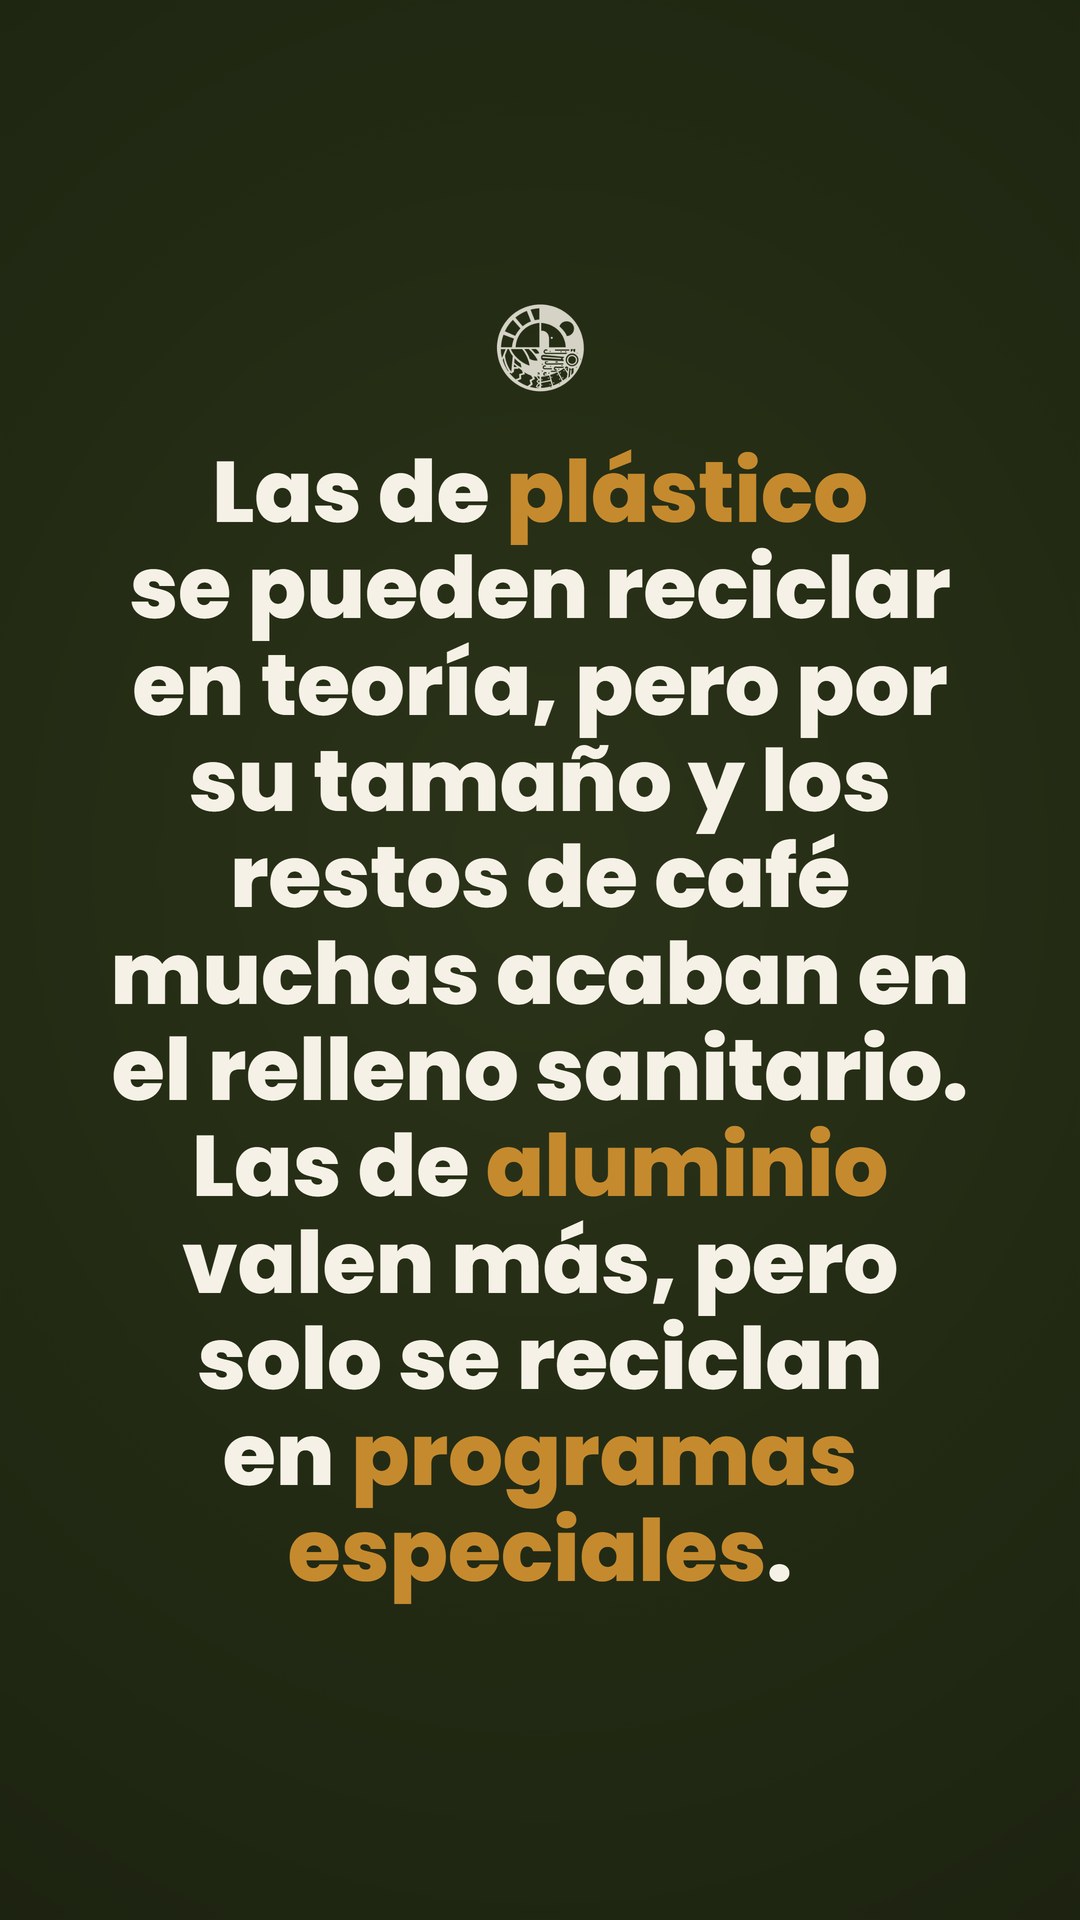 Las de plástico
se pueden reciclar
en teoría, pero por
su tamaño y los
restos de café
muchas acaban en
el relleno sanitario.
Las de aluminio
valen más, pero
solo se reciclan
en programas
especiales.